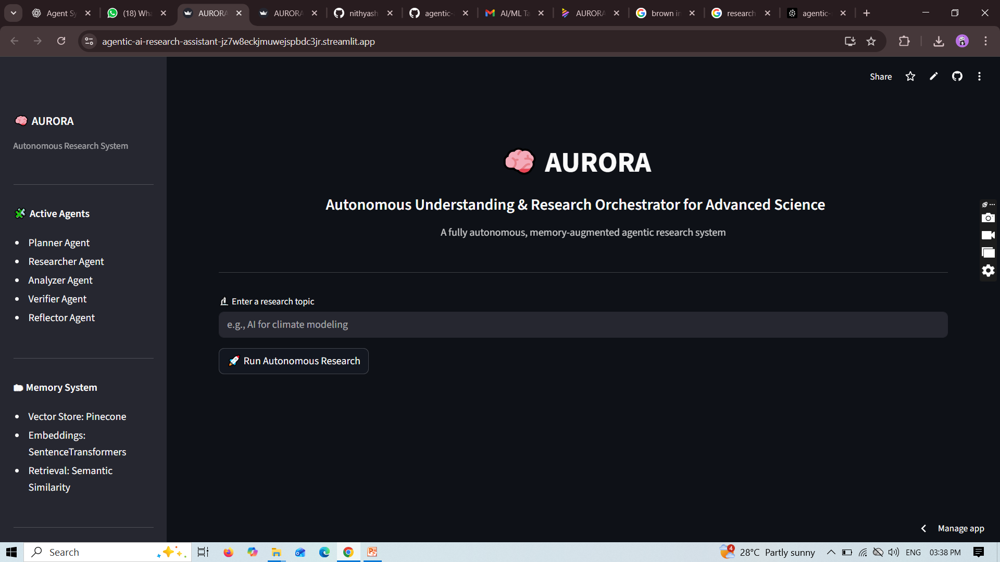 Agent Sy
(18) Wha
AURORA
AURORA
nithyash
agentic-
AI/ML Ta
AURORA
brown in
research
agentic-
agentic-ai-research-assistant-jz7w8eckjmuwejspbdc3jr.streamlit.app
Share
AURORA
Autonomous Research System
Active Agents
Planner Agent
Researcher Agent
Analyzer Agent
Verifier Agent
Reflector Agent
Memory System
Vector Store: Pinecone
Embeddings:
SentenceTransformers
Retrieval: Semantic
Similarity
AURORA
Autonomous Understanding & Research Orchestrator for Advanced Science
A fully autonomous, memory-augmented agentic research system
Enter a research topic
e.g., AI for climate modeling
Run Autonomous Research
Manage app
Search
4
28°C Partly sunny
ENG
03:38 PM